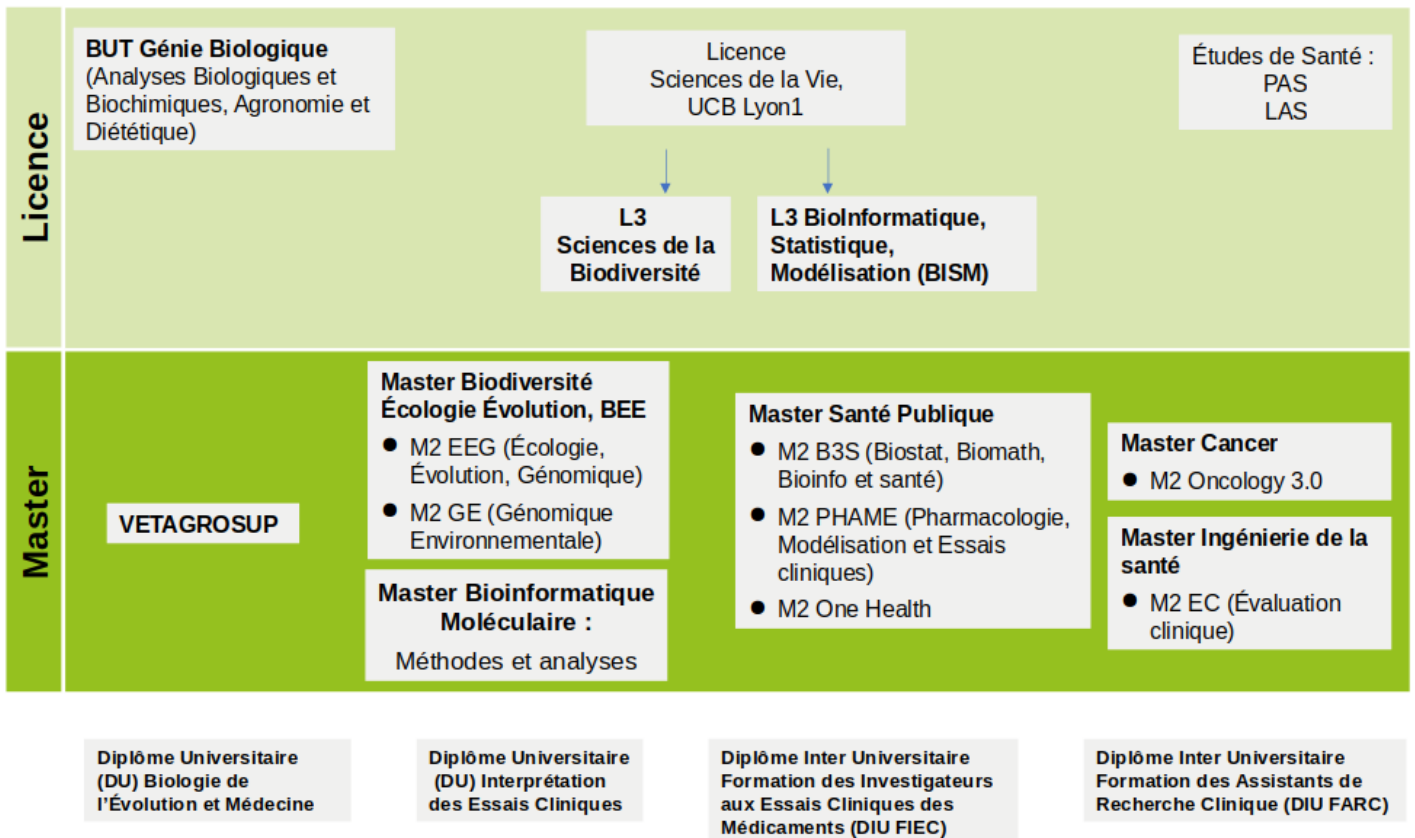 Licence
BUT Génie Biologique
(Analyses Biologiques et
Biochimiques, Agronomie et
Diététique)
Licence
Sciences de la Vie,
UCB Lyon1
Études de Santé :
PAS
LAS
L3
Sciences de la
Biodiversité
L3 BioInformatique,
Statistique,
Modélisation (BISM)
Master
VETAGROSUP
Master Biodiversité
Écologie Évolution, BEE
● M2 EEG (Écologie,
Évolution, Génomique)
● M2 GE (Génomique
Environnementale)
Master Bioinformatique
Moléculaire :
Méthodes et analyses
Master Santé Publique
● M2 B3S (Biostat, Biomath,
Bioinfo et santé)
● M2 PHAME (Pharmacologie,
Modélisation et Essais
cliniques)
● M2 One Health
Master Cancer
● M2 Oncology 3.0
Master Ingénierie de la
santé
● M2 EC (Évaluation
clinique)
Diplôme Universitaire
(DU) Biologie de
l'Évolution et Médecine
Diplôme Universitaire
(DU) Interprétation
des Essais Cliniques
Diplôme Inter Universitaire
Formation des Investigateurs
aux Essais Cliniques des
Médicaments (DIU FIEC)
Diplôme Inter Universitaire
Formation des Assistants de
Recherche Clinique (DIU FARC)